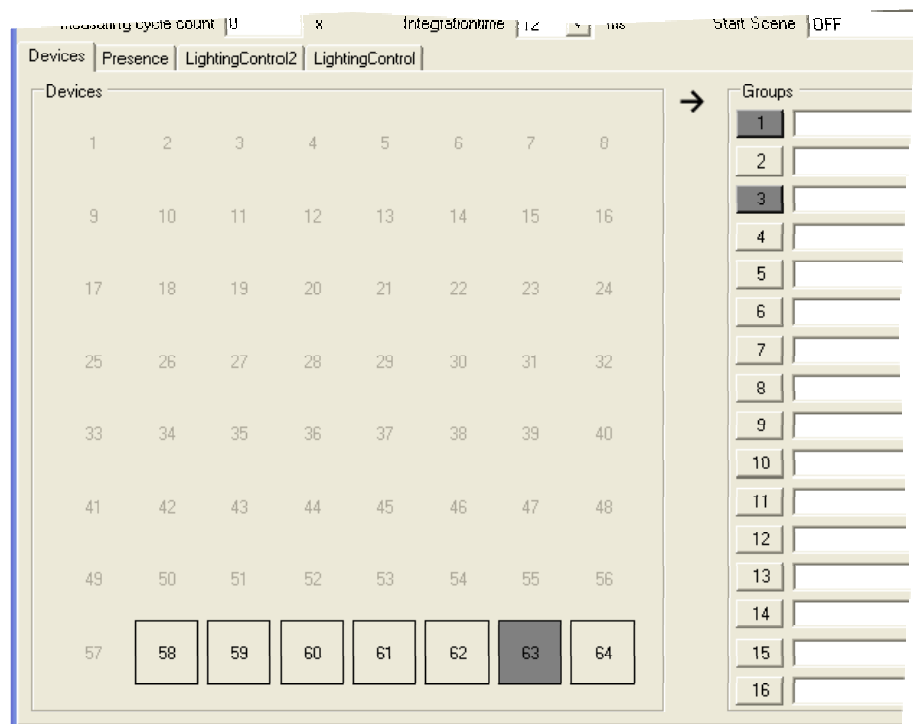 measuring cycle count 0 x Integrationtime 12 ms Start Scene OFF
Devices Presence LightingControl2 LightingControl
Devices
1 2 3 4 5 6 7 8
9 10 11 12 13 14 15 16
17 18 19 20 21 22 23 24
25 26 27 28 29 30 31 32
33 34 35 36 37 38 39 40
41 42 43 44 45 46 47 48
49 50 51 52 53 54 55 56
57 58 59 60 61 62 63 64
→
Groups
1
2
3
4
5
6
7
8
9
10
11
12
13
14
15
16